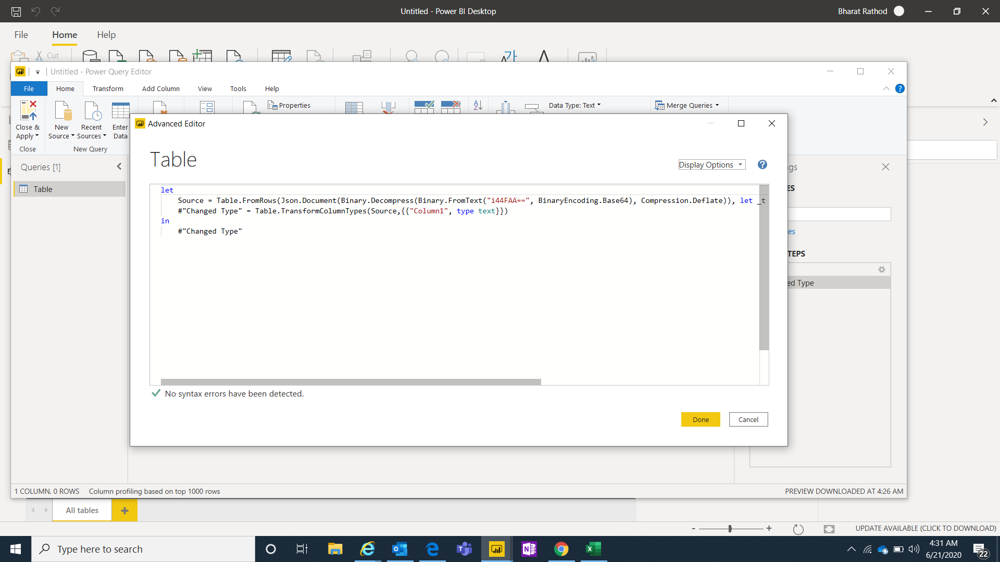 Untitled - Power BI Desktop
Bharat Rathod
File
Home
Help
Cut
Untitled - Power Query Editor
File
Home
Transform
Add Column
View
Tools
Help
Properties
Data Type: Text
Merge Queries
Close &
Apply
New
Source
Recent
Sources
Enter
Data
Close
New Query
Advanced Editor
Queries [1]
Table
Table
Display Options
gs
ES
es
TEPS
ed Type
let
Source = Table.FromRows(Json.Document(Binary.Decompress(Binary.FromText("i44FAA==", BinaryEncoding.Base64), Compression.Deflate)), let _t
#"Changed Type" = Table.TransformColumnTypes(Source,{{"Column1", type text}})
in
#"Changed Type"
No syntax errors have been detected.
Done
Cancel
1 COLUMN, 0 ROWS
Column profiling based on top 1000 rows
PREVIEW DOWNLOADED AT 4:26 AM
All tables
UPDATE AVAILABLE (CLICK TO DOWNLOAD)
Type here to search
4:31 AM
6/21/2020
22